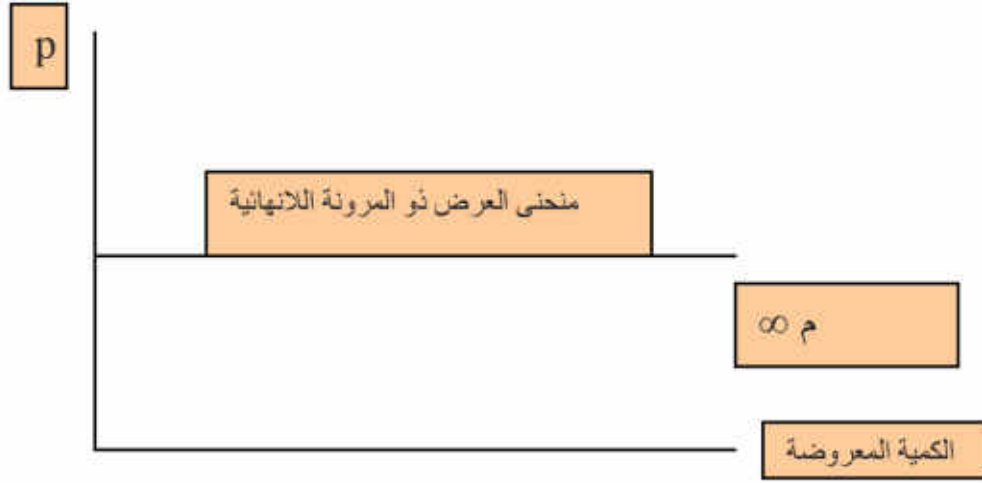 p
منحنى العرض ذو المرونة اللانهائية
م ∞
الكمية المعروضة